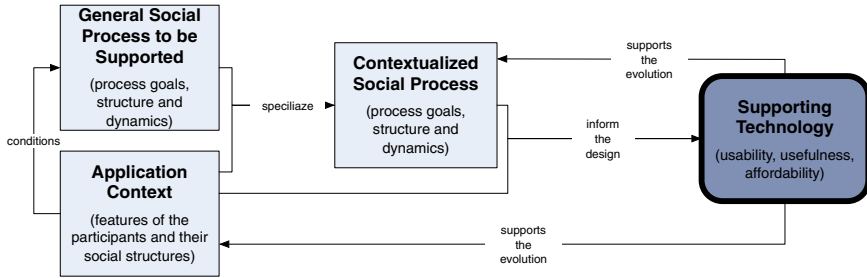 General Social
Process to be
Supported
(process goals,
structure and
dynamics)
conditions
Application
Context
(features of the
participants and their
social structures)
speciliaze
Contextualized
Social Process
(process goals,
structure and
dynamics)
supports
the
evolution
inform
the
design
Supporting
Technology
(usability, usefulness,
affordability)
supports
the
evolution